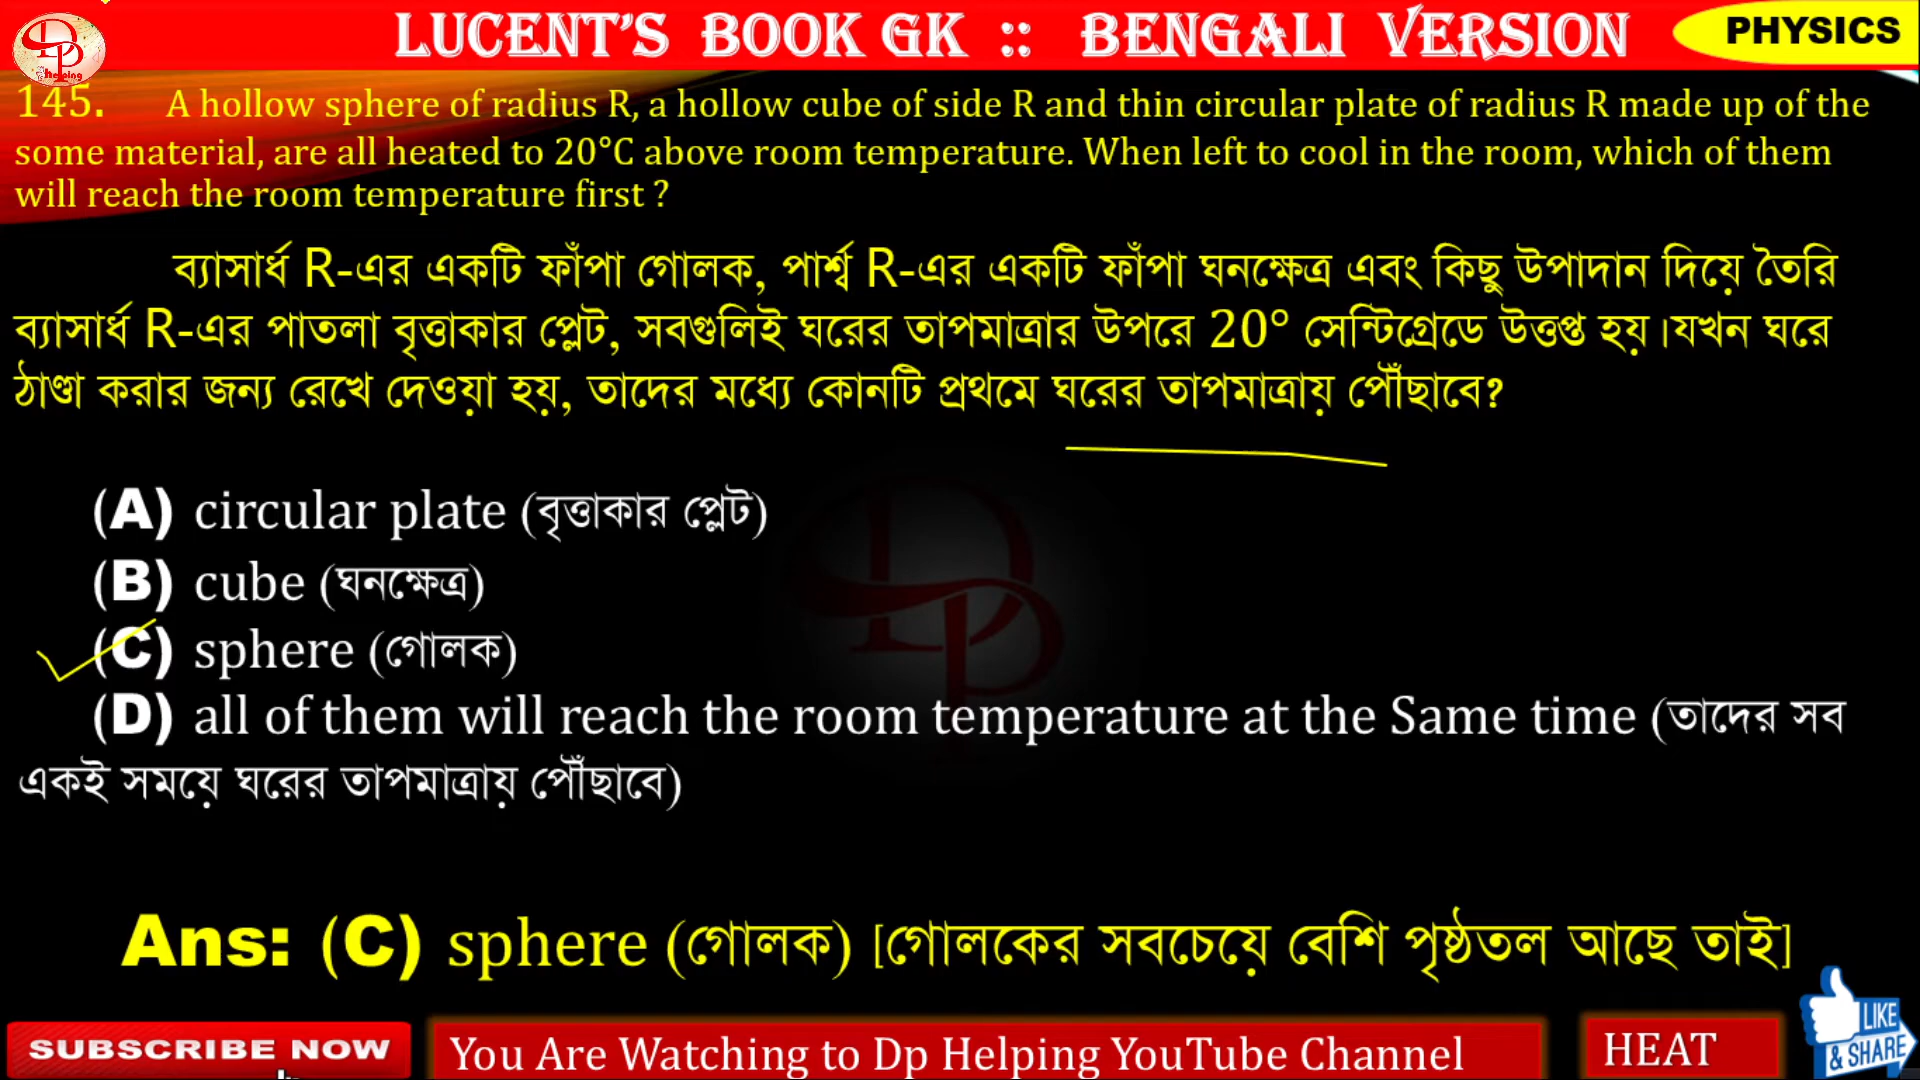 LUCENT'S BOOK GK :: BENGALI VERSION
PHYSICS
DP
helping
145. A hollow sphere of radius R, a hollow cube of side R and thin circular plate of radius R made up of the
some material, are all heated to 20°C above room temperature. When left to cool in the room, which of them
will reach the room temperature first ?
ব্যাসার্ধ R-এর একটি ফাঁপা গোলক, পার্শ্ব R-এর একটি ফাঁপা ঘনক্ষেত্র এবং কিছু উপাদান দিয়ে তৈরি
ব্যাসার্ধ R-এর পাতলা বৃত্তাকার প্লেট, সবগুলিই ঘরের তাপমাত্রার উপরে 20° সেন্টিগ্রেডে উত্তপ্ত হয়।যখন ঘরে
ঠাণ্ডা করার জন্য রেখে দেওয়া হয়, তাদের মধ্যে কোনটি প্রথমে ঘরের তাপমাত্রায় পৌঁছাবে?
(A) circular plate (বৃত্তাকার প্লেট)
(B) cube (ঘনক্ষেত্র)
(C) sphere (গোলক)
(D) all of them will reach the room temperature at the Same time (তাদের সব
একই সময়ে ঘরের তাপমাত্রায় পৌঁছাবে)
Ans: (C) sphere (গোলক) [গোলকের সবচেয়ে বেশি পৃষ্ঠতল আছে তাই]
SUBSCRIBE NOW
You Are Watching to Dp Helping YouTube Channel
HEAT
LIKE
& SHARE